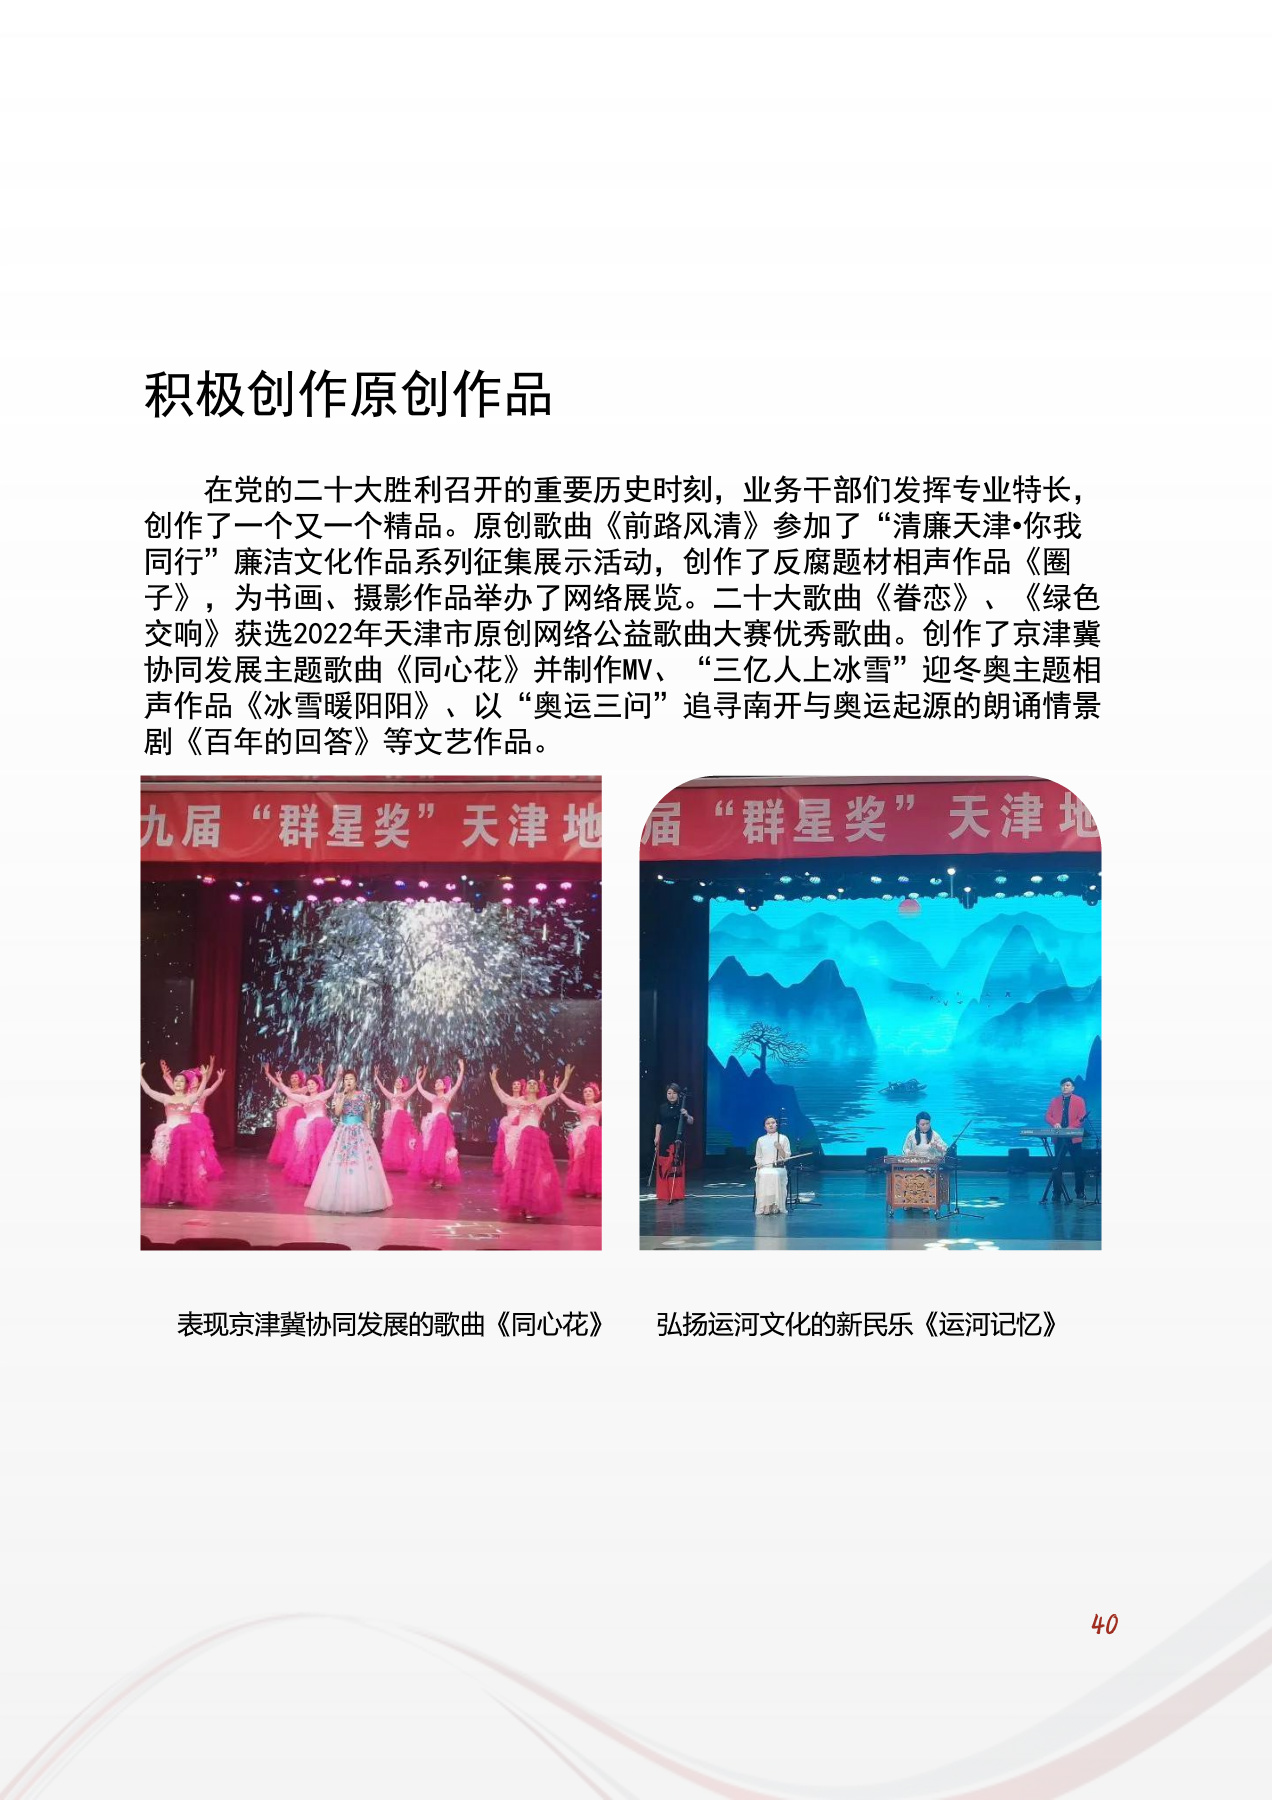 积极创作原创作品
在党的二十大胜利召开的重要历史时刻，业务干部们发挥专业特长，
创作了一个又一个精品。原创歌曲《前路风清》参加了“清廉天津•你我
同行”廉洁文化作品系列征集展示活动，创作了反腐题材相声作品《圈
子》，为书画、摄影作品举办了网络展览。二十大歌曲《眷恋》、《绿色
交响》获选2022年天津市原创网络公益歌曲大赛优秀歌曲。创作了京津冀
协同发展主题歌曲《同心花》并制作MV、“三亿人上冰雪”迎冬奥主题相
声作品《冰雪暖阳阳》、以“奥运三问”追寻南开与奥运起源的朗诵情景
剧《百年的回答》等文艺作品。
九届“群星奖”天津地
届“群星奖”天津地
表现京津冀协同发展的歌曲《同心花》
弘扬运河文化的新民乐《运河记忆》
40